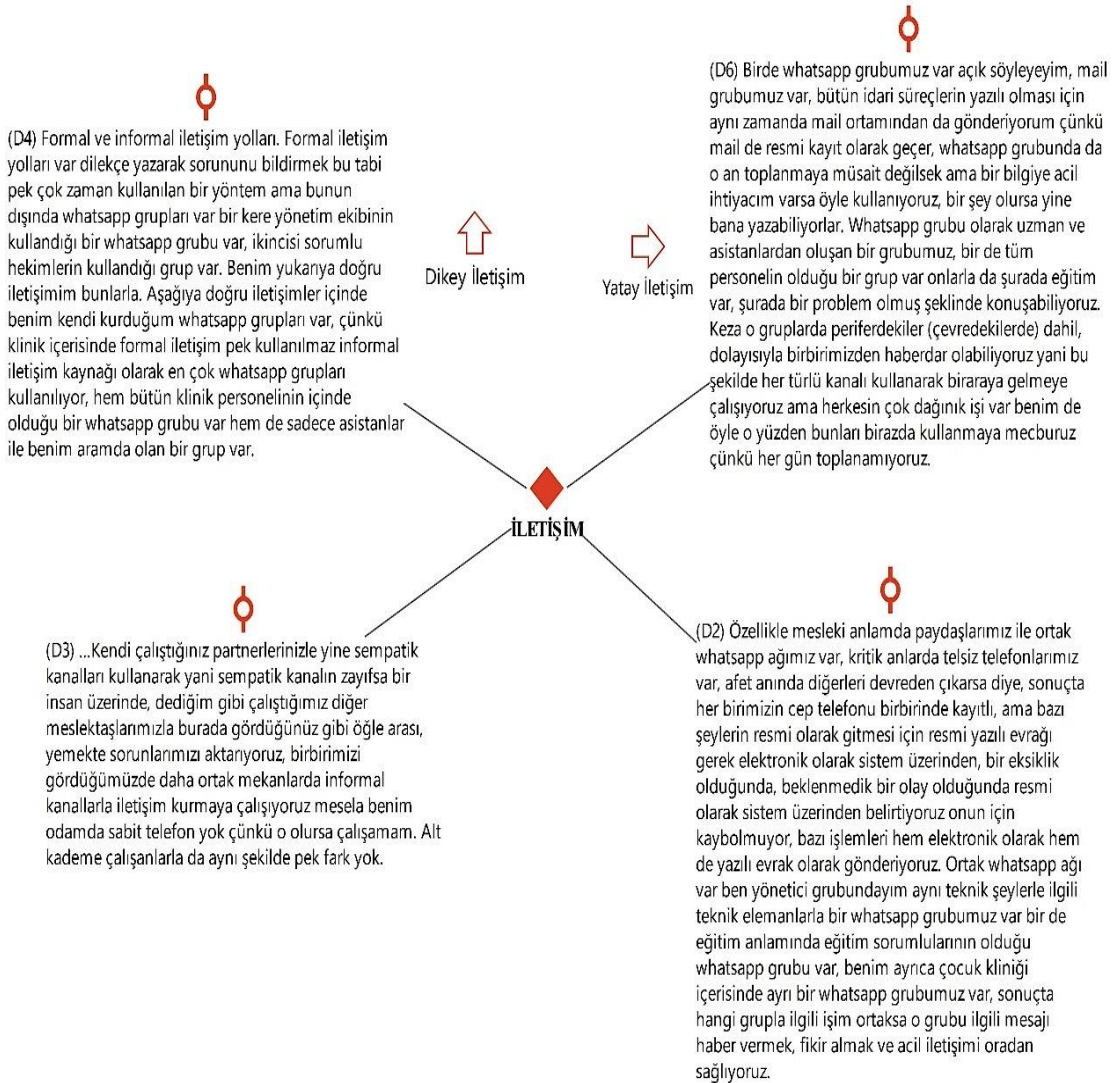 (D4) Formal ve informal iletişim yolları. Formal iletişim
yolları var dilekçe yazarak sorununu bildirmek bu tabi
pek çok zaman kullanılan bir yöntem ama bunun
dışında whatsapp grupları var bir kere yönetim ekibinin
kullandığı bir whatsapp grubu var, ikincisi sorumlu
hekimlerin kullandığı grup var. Benim yukarıya doğru
iletişimim bunlarla. Aşağıya doğru iletişimler içinde
benim kendi kurduğum whatsapp grupları var, çünkü
klinik içerisinde formal iletişim pek kullanılmaz informal
iletişim kaynağı olarak en çok whatsapp grupları
kullanılıyor, hem bütün klinik personelinin içinde
olduğu bir whatsapp grubu var hem de sadece asistanlar
ile benim aramda olan bir grup var.
Dikey İletişim
Yatay İletişim
(D6) Birde whatsapp grubumuz var açık söyleyeyim, mail
grubumuz var, bütün idari süreçlerin yazılı olması için
aynı zamanda mail ortamından da gönderiyorum çünkü
mail de resmi kayıt olarak geçer, whatsapp grubunda da
o an toplanmaya müsait değilsek ama bir bilgiye acil
ihtiyacım varsa öyle kullanıyoruz, bir şey olursa yine
bana yazabiliyorlar. Whatsapp grubu olarak uzman ve
asistanlardan oluşan bir grubumuz, bir de tüm
personelin olduğu bir grup var onlarla da şurada eğitim
var, şurada bir problem olmuş şeklinde konuşabiliyoruz.
Keza o gruplarda periferdekiler (çevredekilerde) dahil,
dolayısıyla birbirimizden haberdar olabiliyoruz yani bu
şekilde her türlü kanalı kullanarak biraraya gelmeye
çalışıyoruz ama herkesin çok dağınık işi var benim de
öyle o yüzden bunları birazda kullanmaya mecburuz
çünkü her gün toplanamıyoruz.
İLETİŞİM
(D3) ...Kendi çalıştığınız partnerlerinizle yine sempatik
kanalları kullanarak yani sempatik kanalın zayıfsa bir
insan üzerinde, dediğim gibi çalıştığımız diğer
meslektaşlarımızla burada gördüğünüz gibi öğle arası,
yemekte sorunlarımızı aktarıyoruz, birbirimizi
gördüğümüzde daha ortak mekanlarda informal
kanallarla iletişim kurmaya çalışıyoruz mesela benim
odamda sabit telefon yok çünkü o olursa çalışamam. Alt
kademe çalışanlarla da aynı şekilde pek fark yok.
(D2) Özellikle mesleki anlamda paydaşlarımız ile ortak
whatsapp ağımız var, kritik anlarda telsiz telefonlarımız
var, afet anında diğerleri devreden çıkarsa diye, sonuçta
her birimizin cep telefonu birbirinde kayıtlı, ama bazı
şeylerin resmi olarak gitmesi için resmi yazılı evrağı
gerek elektronik olarak sistem üzerinden, bir eksiklik
olduğunda, beklenmedik bir olay olduğunda resmi
olarak sistem üzerinden belirtiyoruz onun için
kaybolmuyor, bazı işlemleri hem elektronik olarak hem
de yazılı evrak olarak gönderiyoruz. Ortak whatsapp ağı
var ben yönetici grubundayım aynı teknik şeylerle ilgili
teknik elemanlarla bir whatsapp grubumuz var bir de
eğitim anlamında eğitim sorumlularının olduğu
whatsapp grubu var, benim ayrıca çocuk kliniği
içerisinde ayrı bir whatsapp grubumuz var, sonuçta
hangi grupla ilgili işim ortaksa o grubu ilgili mesajı
haber vermek, fikir almak ve acil iletişimi oradan
sağlıyoruz.